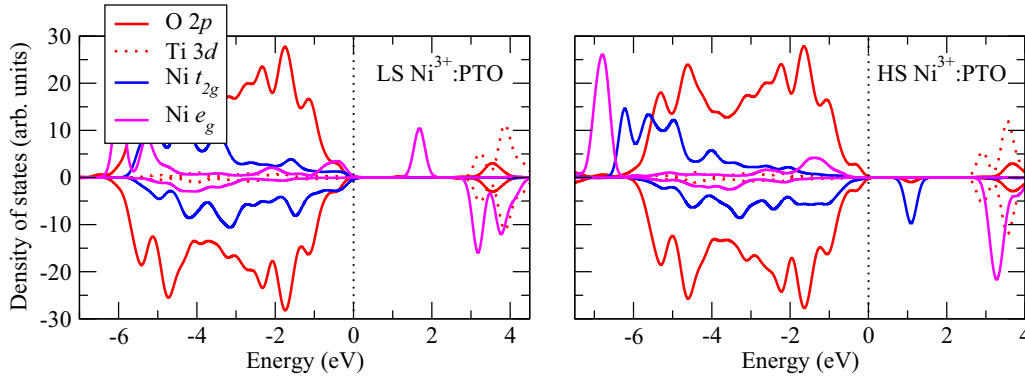 O 2p
Ti 3d
Ni t2g
Ni eg
LS Ni3+:PTO
HS Ni3+:PTO
Density of states (arb. units)
30
20
10
0
-10
-20
-30
-6
-4
-2
0
2
4
-6
-4
-2
0
2
4
Energy (eV)
Energy (eV)